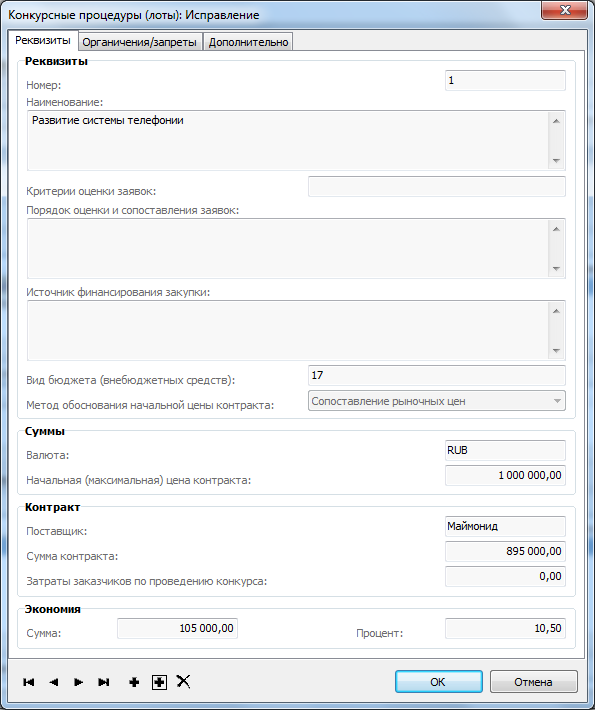 Конкурсные процедуры (лоты): Исправление
Реквизиты Органичения/запреты Дополнительно
Реквизиты
Номер: 1
Наименование:
Развитие системы телефонии
Критерии оценки заявок:
Порядок оценки и сопоставления заявок:
Источник финансирования закупки:
Вид бюджета (внебюджетных средств): 17
Метод обоснования начальной цены контракта: Сопоставление рыночных цен
Суммы
Валюта: RUB
Начальная (максимальная) цена контракта: 1 000 000,00
Контракт
Поставщик: Маймонид
Сумма контракта: 895 000,00
Затраты заказчиков по проведению конкурса: 0,00
Экономия
Сумма: 105 000,00 Процент: 10,50
OK Отмена